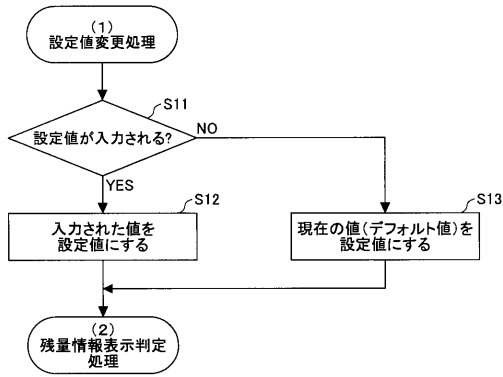 (1)
設定値変更処理
S11
設定値が入力される?
NO
YES
S12
入力された値を
設定値にする
S13
現在の値(デフォルト値)を
設定値にする
(2)
残量情報表示判定
処理